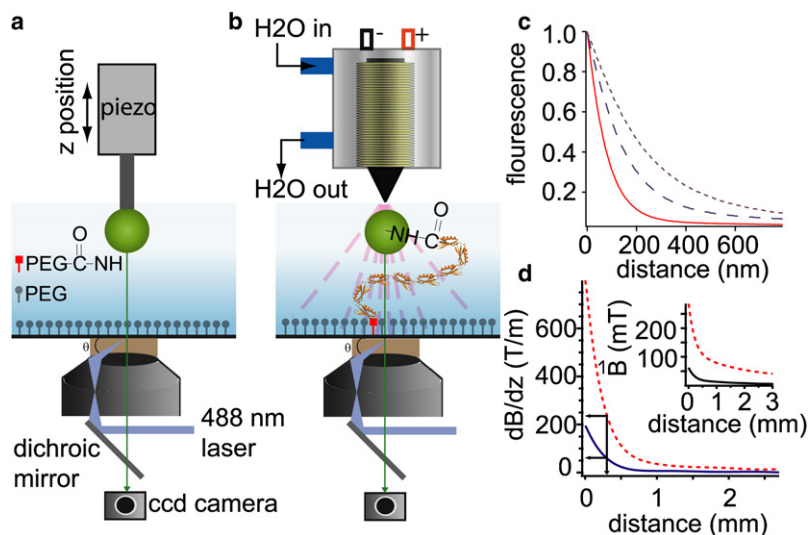 a
z position
piezo
O
PEG-C-NH
PEG
θ
488 nm
laser
dichroic
mirror
ccd camera
b
H2O in
- +
H2O out
O
NH-C
θ
c
flourescence
1.0
0.8
0.6
0.4
0.2
0 200 400 600
distance (nm)
d
dB/dz (T/m)
600
400
200
0
0 1 2
distance (mm)
B (mT)
200
100
0 1 2 3
distance (mm)